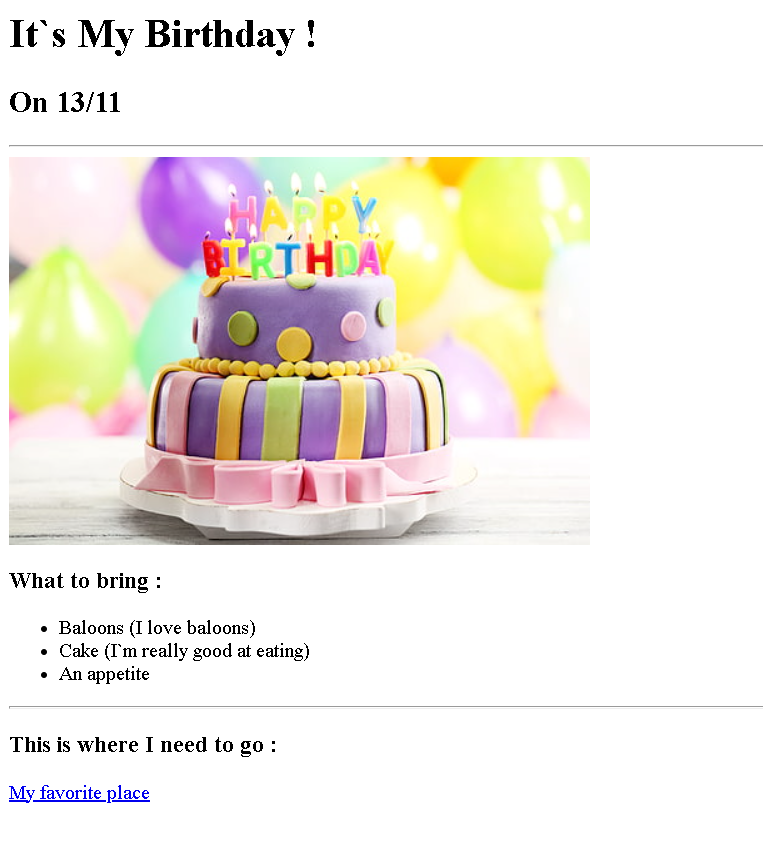 It`s My Birthday !
On 13/11
HAPPY
BIRTHDAY
What to bring :
Baloons (I love baloons)
Cake (I`m really good at eating)
An appetite
This is where I need to go :
My favorite place